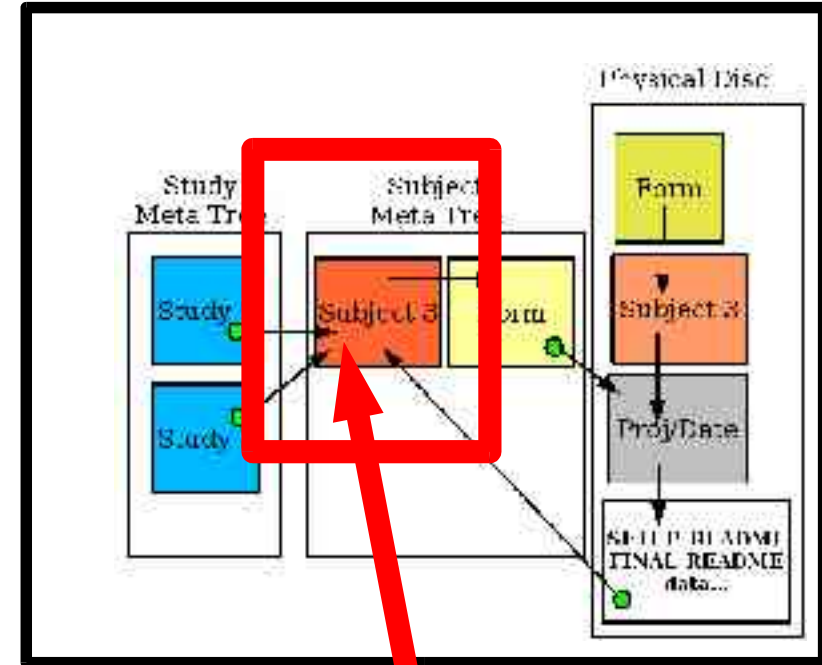 Physical Disc
Study
Meta Tree
Subject
Meta Tree
Form
Study
Subject 3
Form
Subject 3
Study
Proj/Date
SETUP README
FINAL README
data...